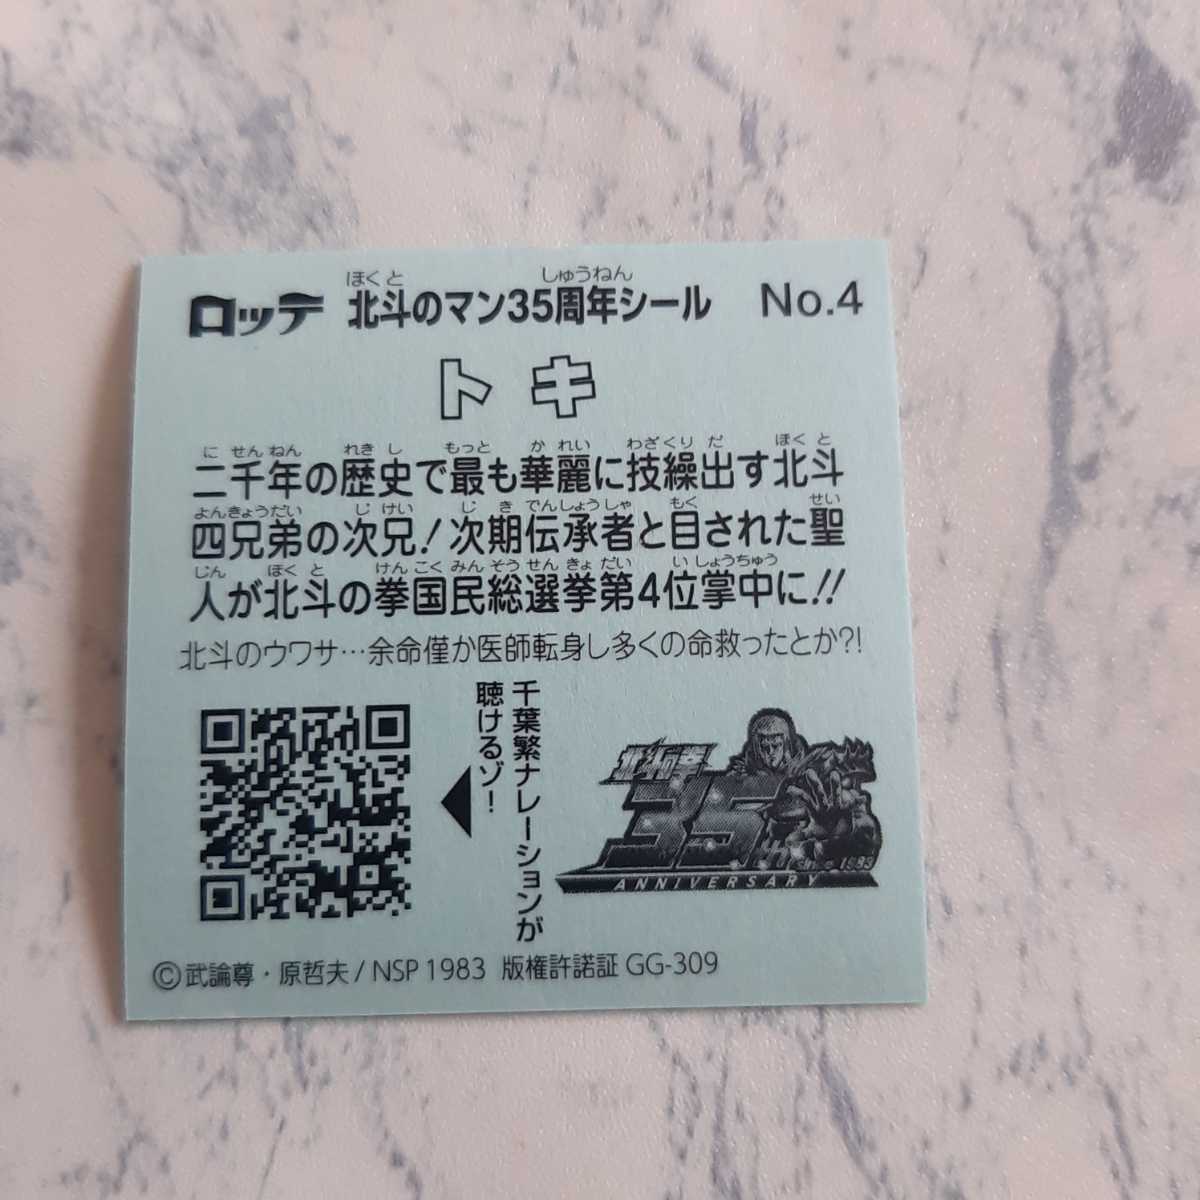 ロッテ 北斗のマン35周年シール No.4
ほくと しゅうねん
トキ
にせんねん れきし もっと かれい わざくりだ ほくと
二千年の歴史で最も華麗に技繰出す北斗
よんきょうだい じけい じき でんしょうしゃ もく せい
四兄弟の次兄!次期伝承者と目された聖
じん ほくと けんこくみんそうせんきょだい いしょうちゅう
人が北斗の拳国民総選挙第4位掌中に!!
北斗のウワサ…余命僅か医師転身し多くの命救ったとか?!
千葉繁ナレーションが
聴けるゾ!
北斗の拳
35th
SINCE 1983
ANNIVERSARY
©武論尊・原哲夫/NSP 1983 版権許諾証 GG-309